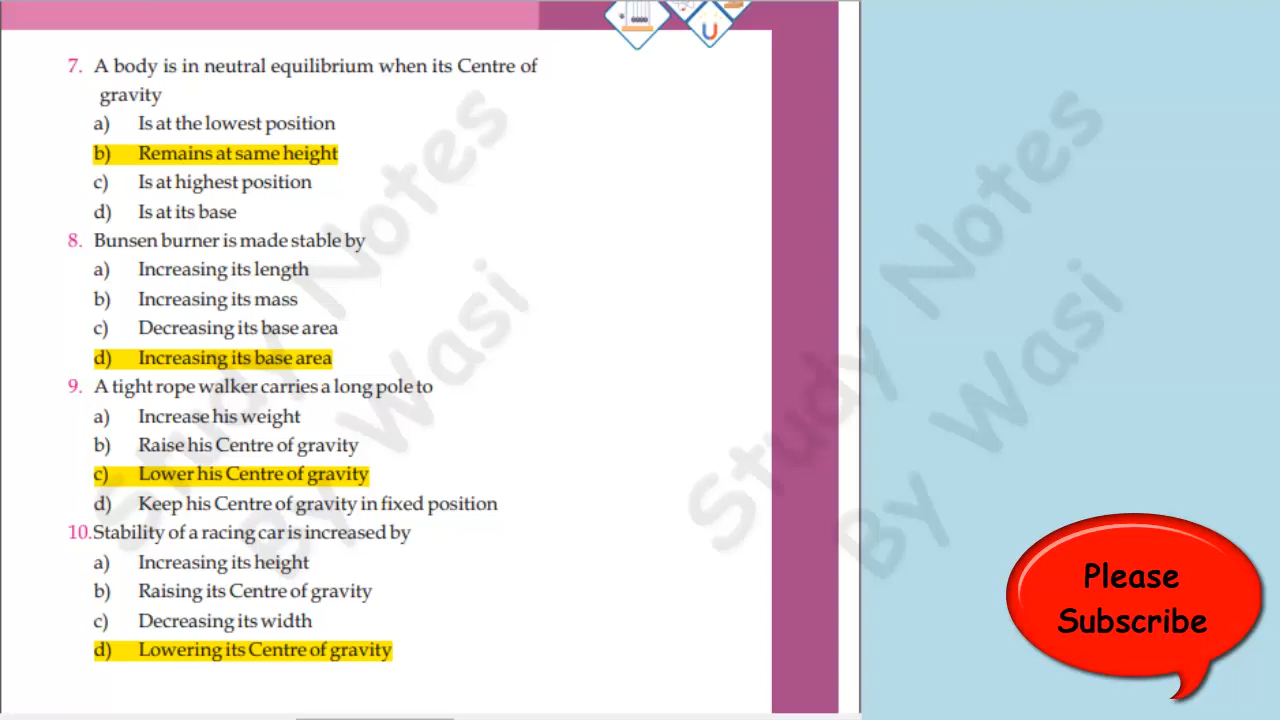 7. A body is in neutral equilibrium when its Centre of
gravity
a) Is at the lowest position
b) Remains at same height
c) Is at highest position
d) Is at its base
8. Bunsen burner is made stable by
a) Increasing its length
b) Increasing its mass
c) Decreasing its base area
d) Increasing its base area
9. A tight rope walker carries a long pole to
a) Increase his weight
b) Raise his Centre of gravity
c) Lower his Centre of gravity
d) Keep his Centre of gravity in fixed position
10. Stability of a racing car is increased by
a) Increasing its height
b) Raising its Centre of gravity
c) Decreasing its width
d) Lowering its Centre of gravity
Study Notes
By Wasi
Study Notes
By Wasi
Please
Subscribe